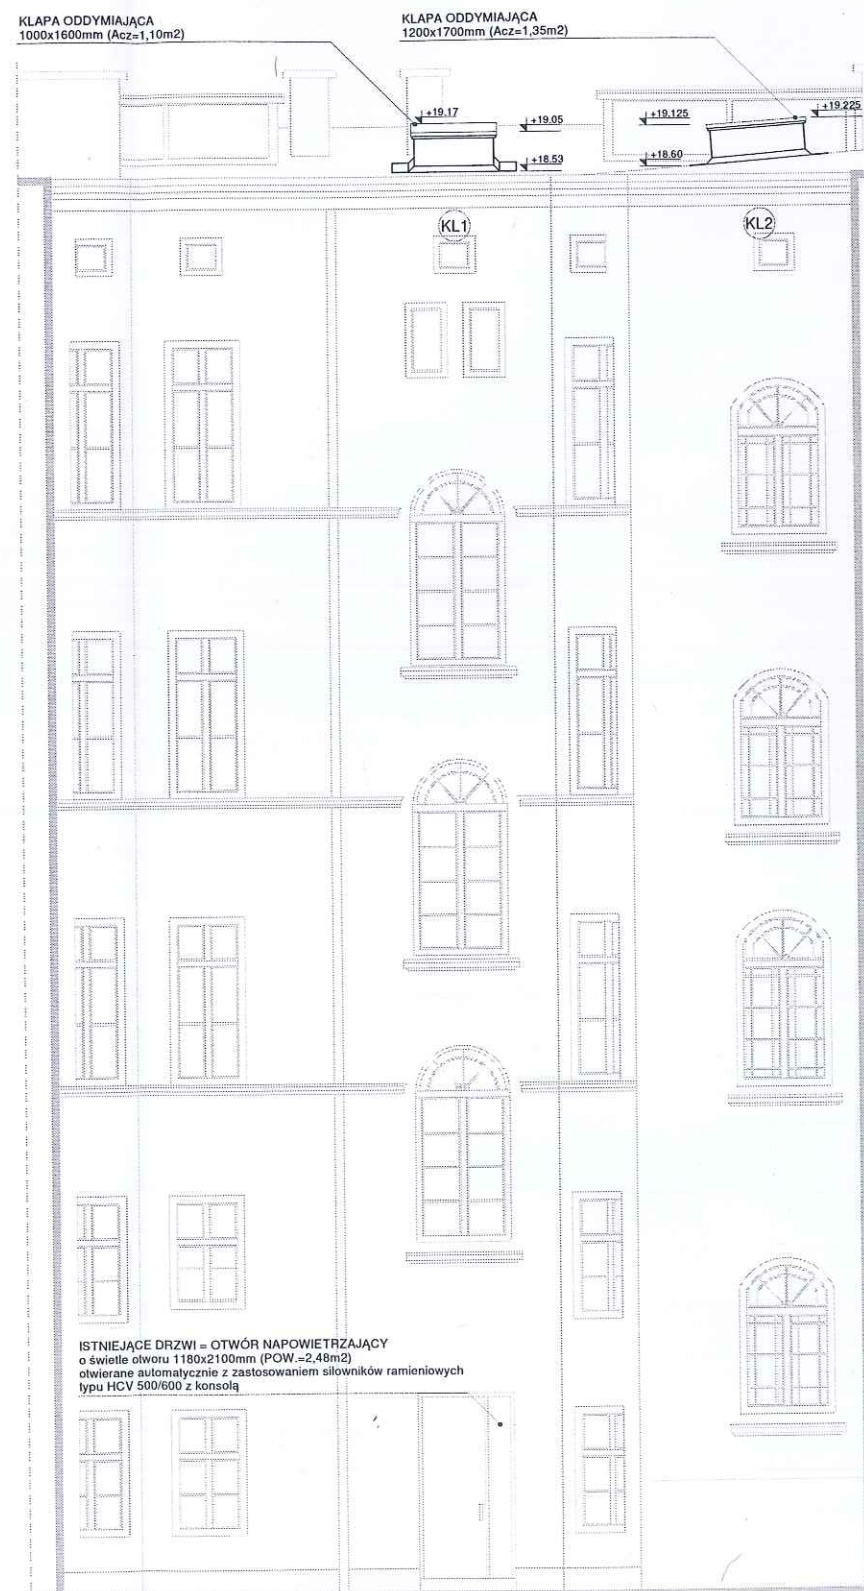 KLAPA ODDYMIAJĄCA
1000x1600mm (Acz=1,10m2)
KLAPA ODDYMIAJĄCA
1200x1700mm (Acz=1,35m2)
+19.17
+19.05
+18.53
+19.125
+18.60
+19.225
KL1
KL2
ISTNIEJĄCE DRZWI = OTWÓR NAPOWIETRZAJĄCY
o świetle otworu 1180x2100mm (POW.=2,48m2)
otwierane automatycznie z zastosowaniem siłowników ramieniowych
typu HCV 500/600 z konsolą